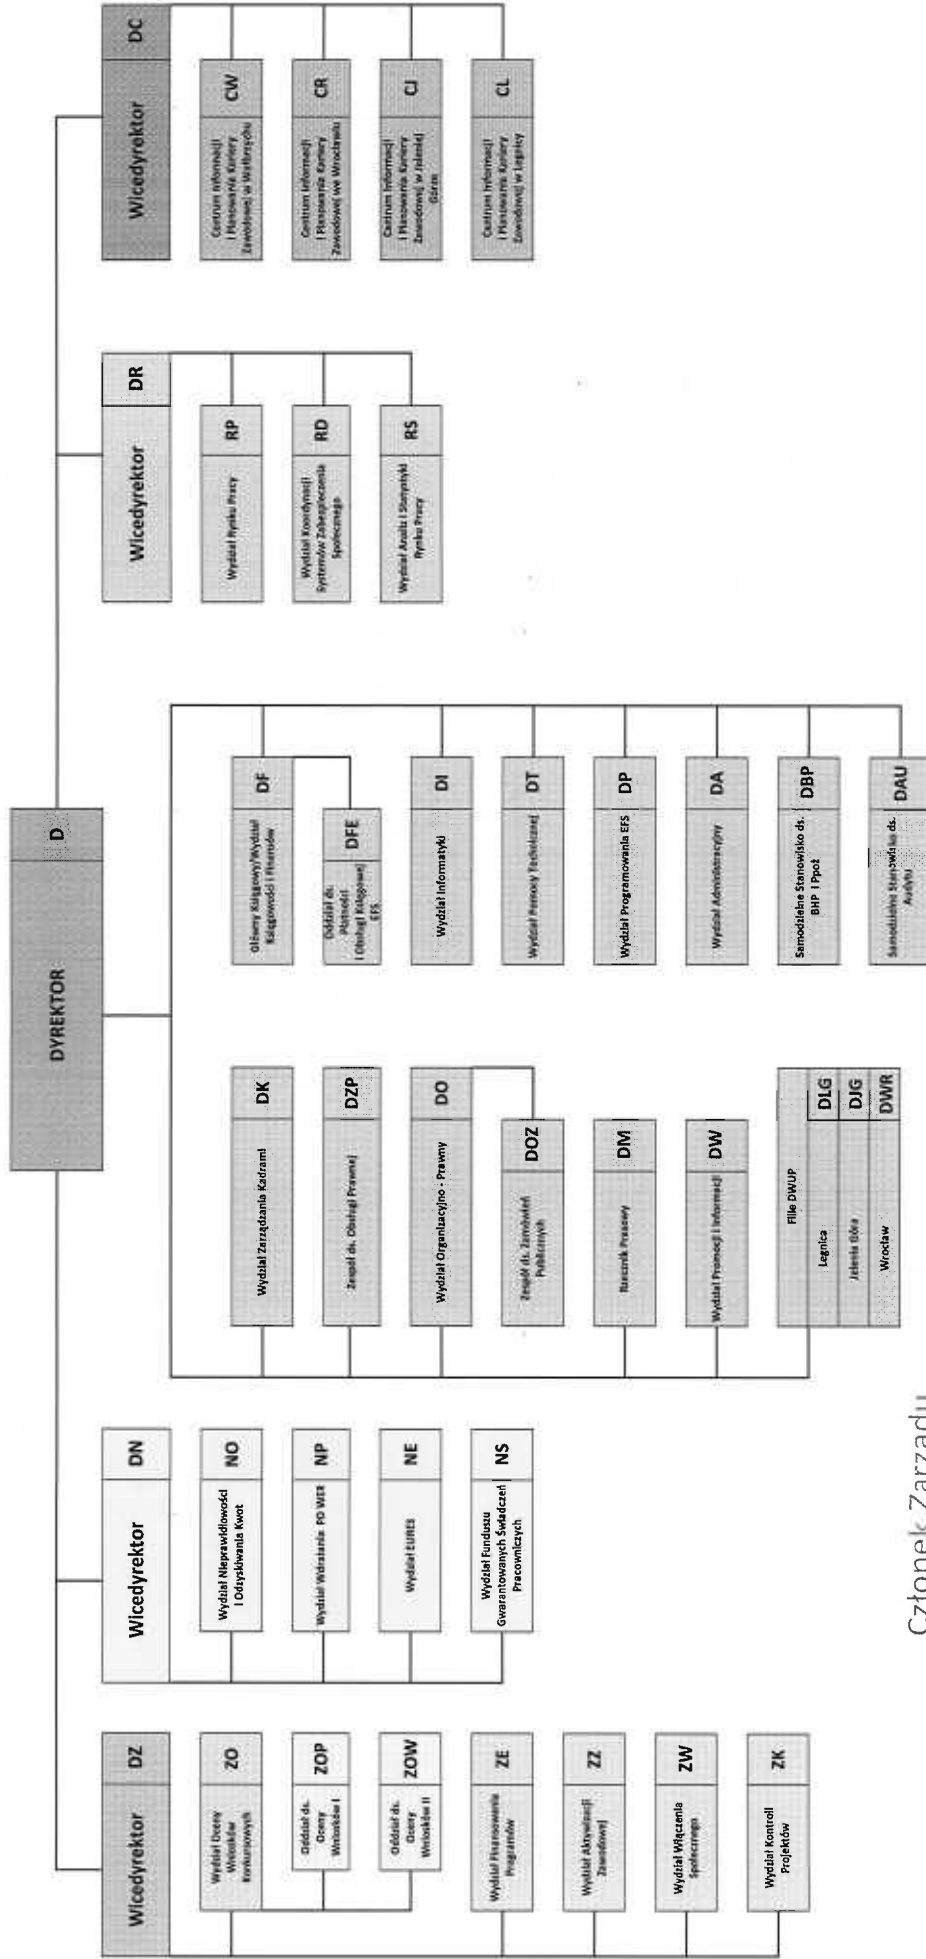 DYREKTOR
D
Wicedyrektor
DZ
Wydział Oceny
Wniosków
Konkursowych
ZO
Oddział ds.
Oceny
Wniosków I
ZOP
Oddział ds.
Oceny
Wniosków II
ZOW
Wydział Finansowania
Programów
ZE
Wydział Aktywizacji
Zawodowej
ZZ
Wydział Włączenia
Społecznego
ZW
Wydział Kontroli
Projektów
ZK
Wicedyrektor
DN
Wydział Nieprawidłowości
i Odzyskiwania Kwot
NO
Wydział Wdrażania PO WER
NP
Wydział EURES
NE
Wydział Funduszu
Gwarantowanych Świadczeń
Pracowniczych
NS
Wydział Zarządzania Kadrami
DK
Zespół ds. Obsługi Prawnej
DZP
Wydział Organizacyjno - Prawny
DO
Zespół ds. Zamówień
Publicznych
DOZ
Rzecznik Prasowy
DM
Wydział Promocji i Informacji
DW
Filie DWUP
Legnica
DLG
Jelenia Góra
DJG
Wrocław
DWR
Główny Księgowy/Wydział
Księgowości i Finansów
DF
Oddział ds.
Płatności
i Obsługi Księgowej
EFS
DFE
Wydział Informatyki
DI
Wydział Pomocy Technicznej
DT
Wydział Programowania EFS
DP
Wydział Administracyjny
DA
Samodzielne Stanowisko ds.
BHP i Ppoż
DBP
Samodzielne Stanowisko ds.
Audytu
DAU
Wicedyrektor
DR
Wydział Rynku Pracy
RP
Wydział Koordynacji
Systemów Zabezpieczenia
Społecznego
RD
Wydział Analiz i Statystyki
Rynku Pracy
RS
Wicedyrektor
DC
Centrum Informacji
i Planowania Kariery
Zawodowej w Wałbrzychu
CW
Centrum Informacji
i Planowania Kariery
Zawodowej we Wrocławiu
CR
Centrum Informacji
i Planowania Kariery
Zawodowej w Jeleniej
Górze
CJ
Centrum Informacji
i Planowania Kariery
Zawodowej w Legnicy
CL
Członek Zarządu